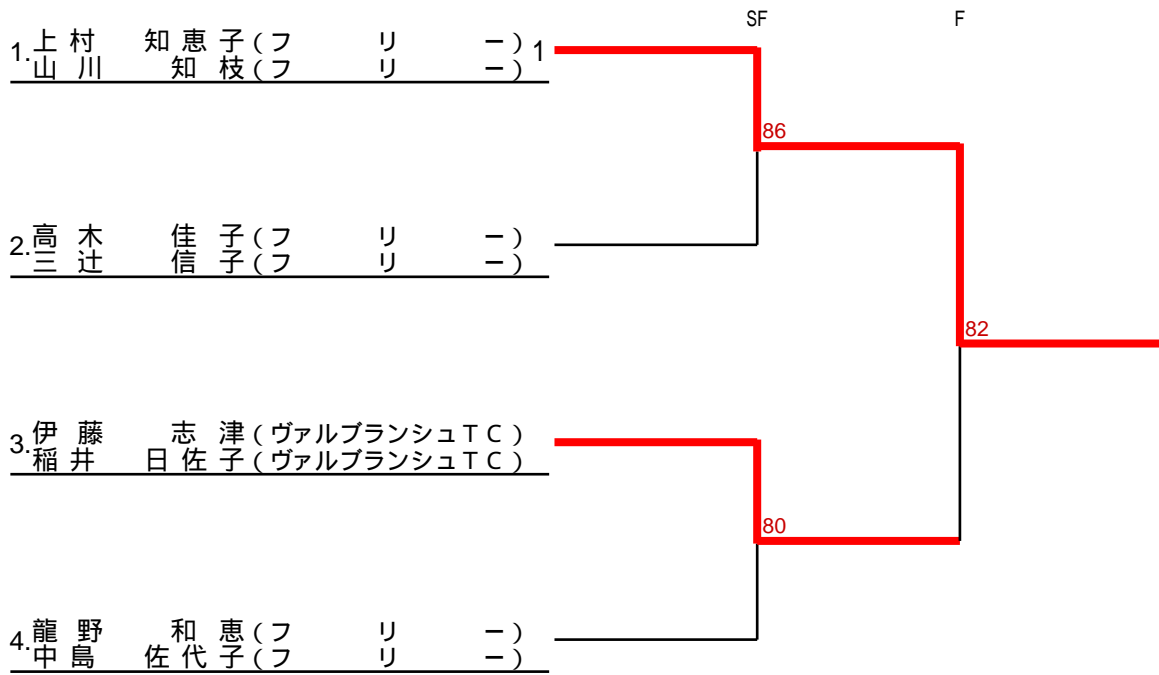 SF F
1. 上村 知恵子(フリー) 1
山川 知枝(フリー)
86
2. 高木 佳子(フリー)
三辻 信子(フリー)
82
3. 伊藤 志津(ヴァルブランシュTC)
稲井 日佐子(ヴァルブランシュTC)
80
4. 龍野 和恵(フリー)
中島 佐代子(フリー)